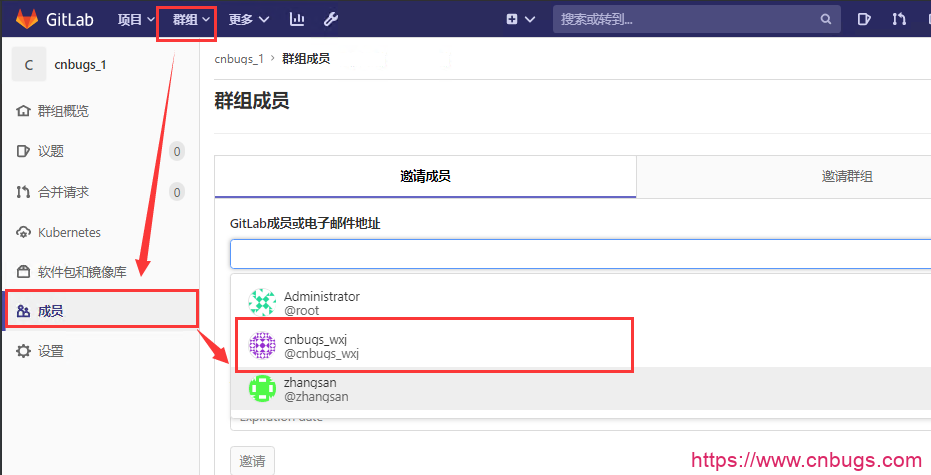 GitLab 项目 群组 更多 搜索或转到...
C cnbugs_1
群组概览
议题 0
合并请求 0
Kubernetes
软件包和镜像库
成员
设置
cnbugs_1 > 群组成员
群组成员
邀请成员 邀请群组
GitLab成员或电子邮件地址
Administrator
@root
cnbugs_wxj
@cnbugs_wxj
zhangsan
@zhangsan
Expiration date
邀请
https://www.cnbugs.com